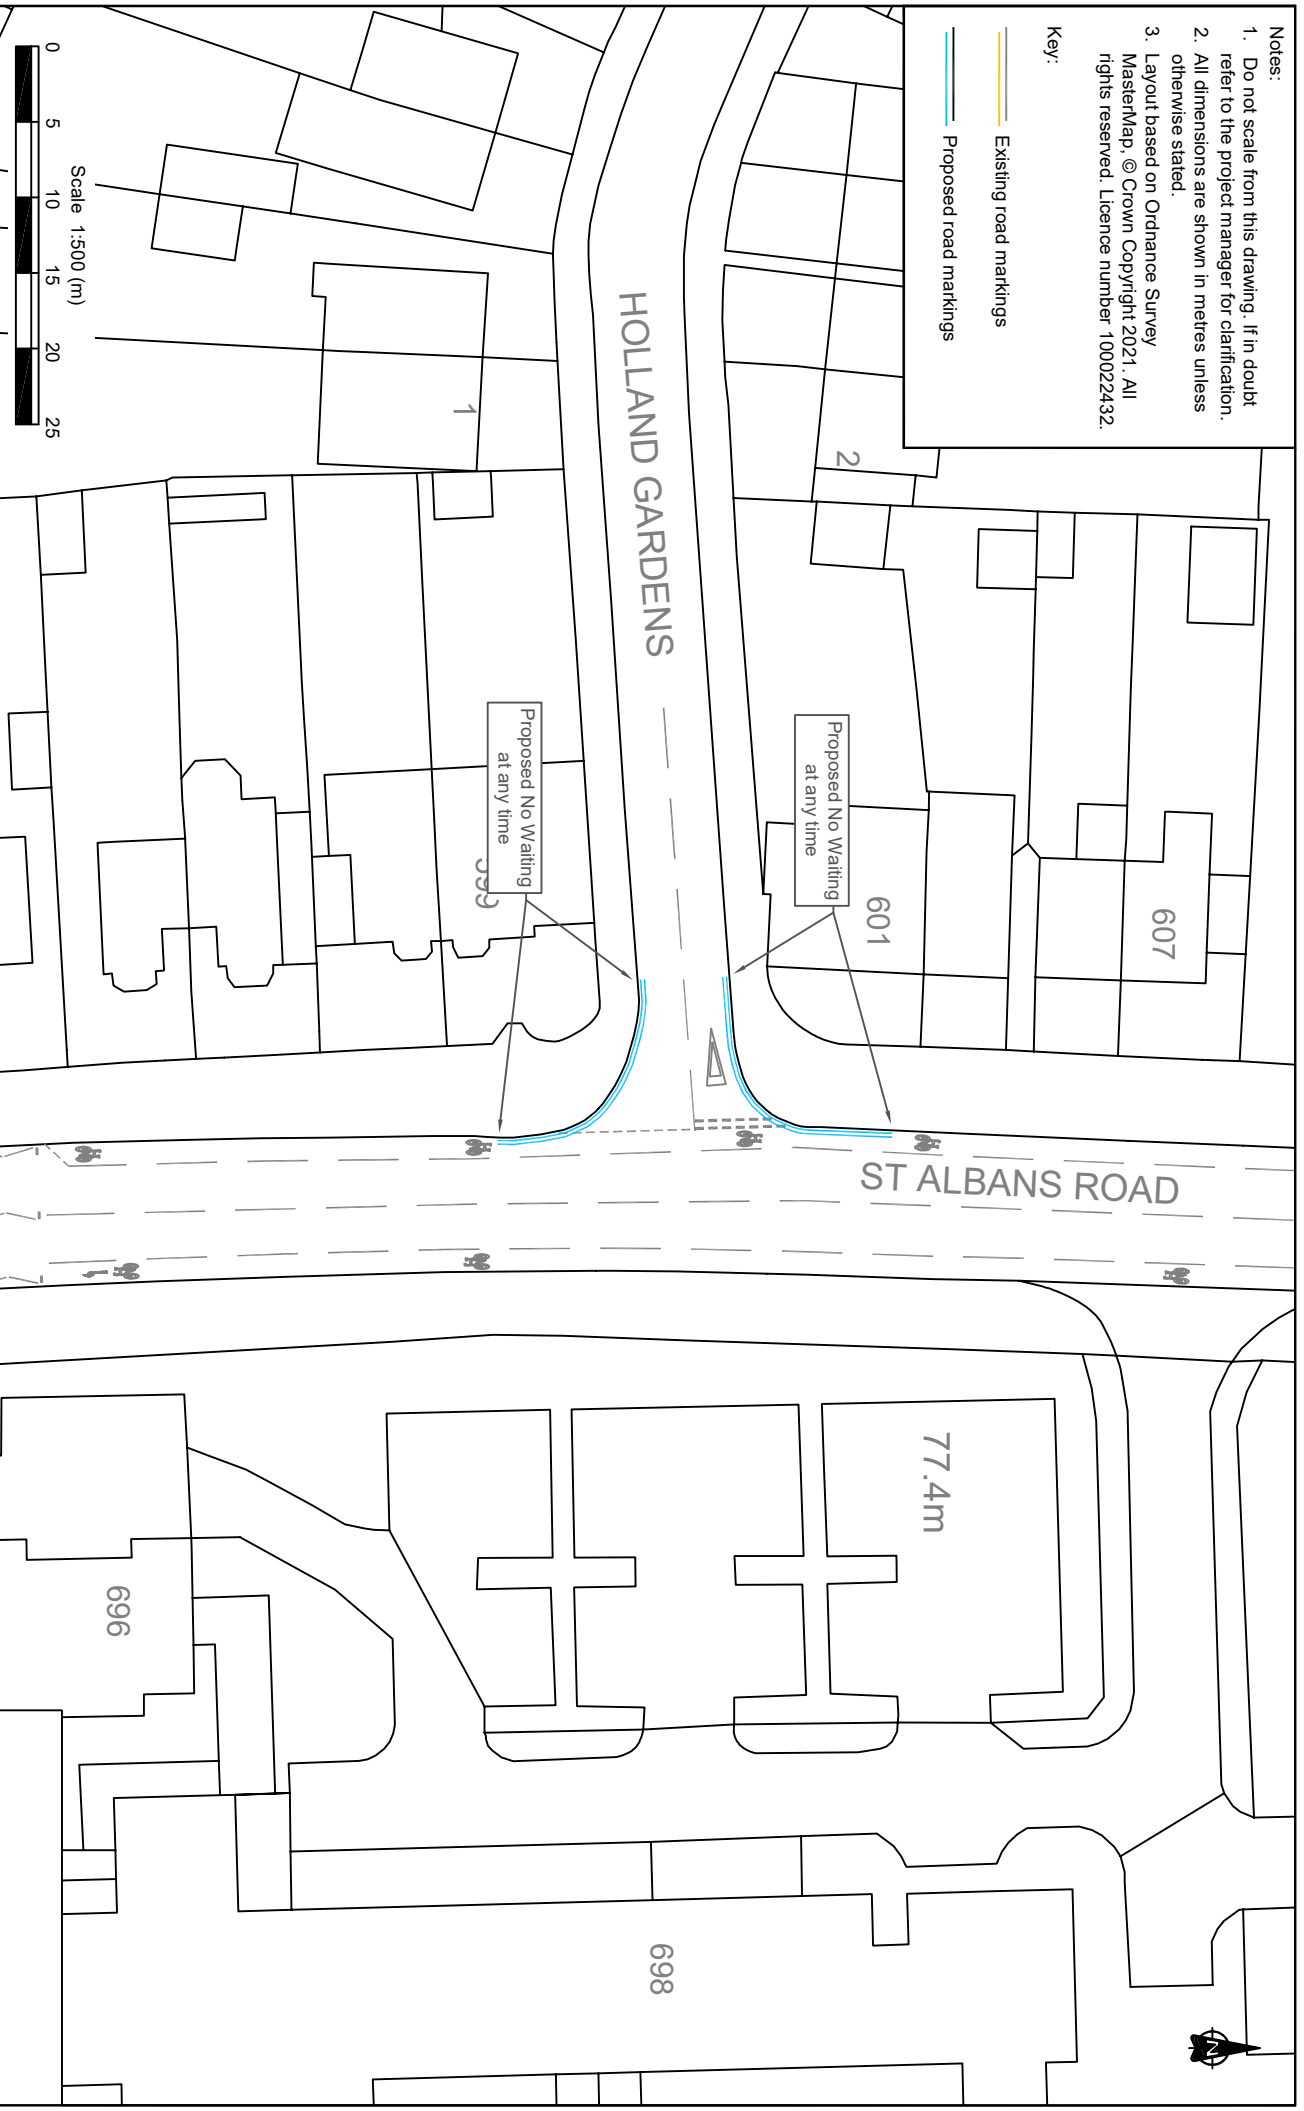 Notes:
1. Do not scale from this drawing. If in doubt
refer to the project manager for clarification.
2. All dimensions are shown in metres unless
otherwise stated.
3. Layout based on Ordnance Survey
MasterMap, © Crown Copyright 2021. All
rights reserved. Licence number 100022432.
Key:
Existing road markings
Proposed road markings
607
601
2
Proposed No Waiting
at any time
HOLLAND GARDENS
ST ALBANS ROAD
Proposed No Waiting
at any time
599
1
77.4m
698
696
N
Scale 1:500 (m)
0 5 10 15 20 25